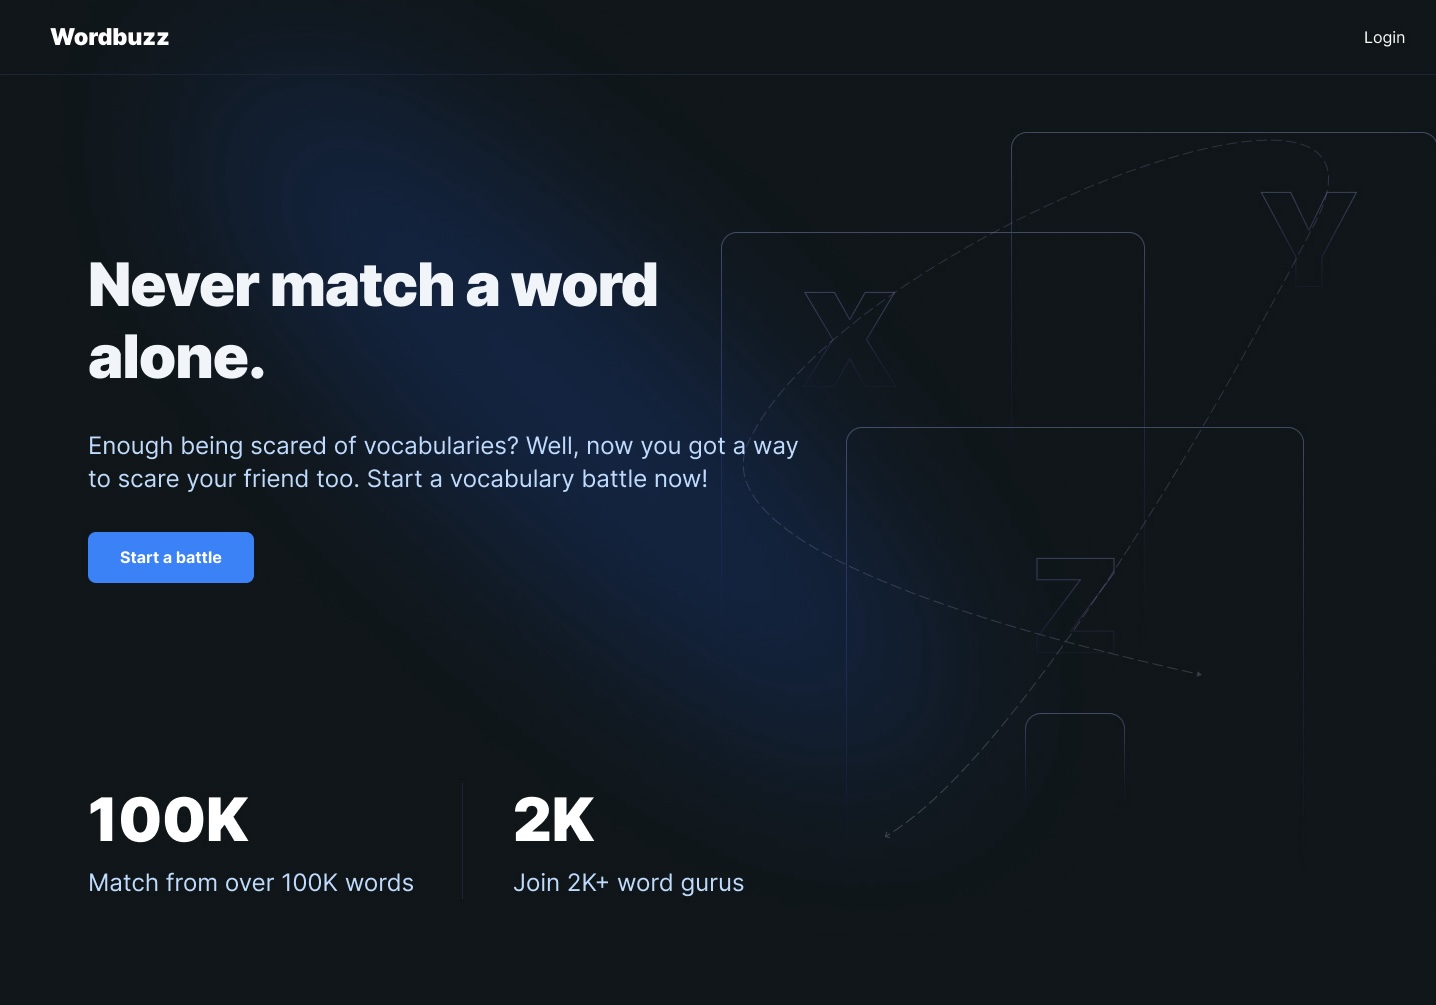 Wordbuzz
Login
Never match a word
alone.
Enough being scared of vocabularies? Well, now you got a way
to scare your friend too. Start a vocabulary battle now!
Start a battle
X
Y
Z
100K
Match from over 100K words
2K
Join 2K+ word gurus